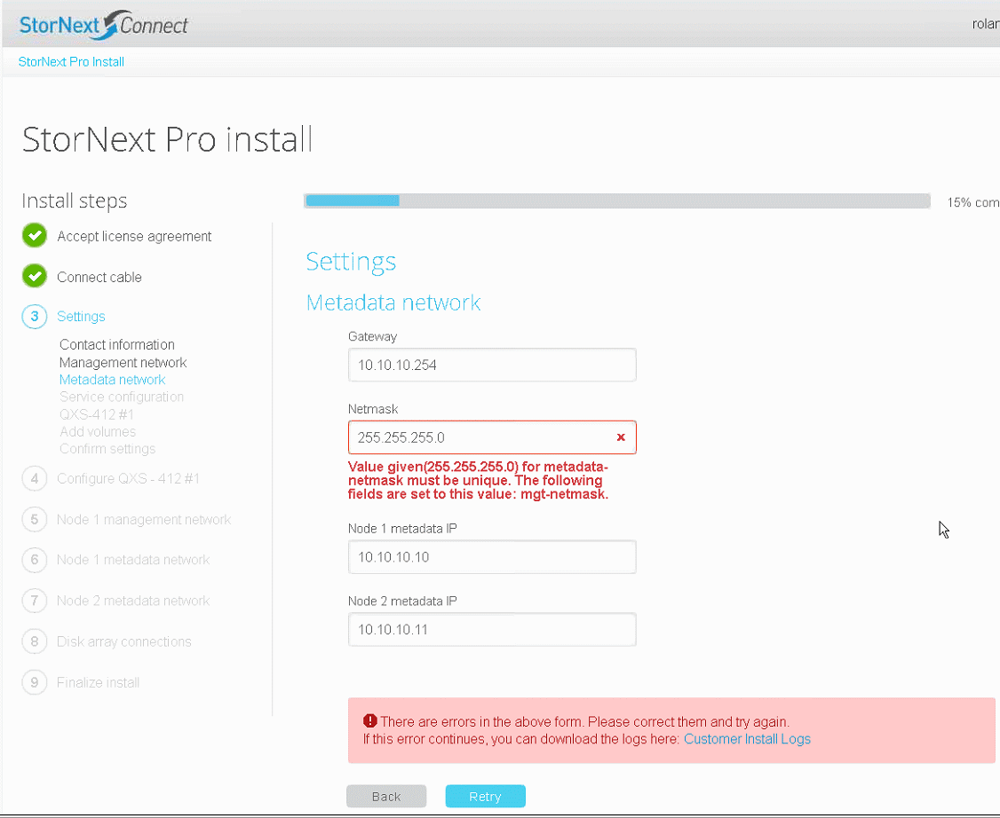 StorNext Connect
rolan
StorNext Pro Install
StorNext Pro install
Install steps
15% com
Accept license agreement
Connect cable
3 Settings
Contact information
Management network
Metadata network
Service configuration
QXS-412 #1
Add volumes
Confirm settings
4 Configure QXS - 412 #1
5 Node 1 management network
6 Node 1 metadata network
7 Node 2 metadata network
8 Disk array connections
9 Finalize install
Settings
Metadata network
Gateway
10.10.10.254
Netmask
255.255.255.0
Value given(255.255.255.0) for metadata-
netmask must be unique. The following
fields are set to this value: mgt-netmask.
Node 1 metadata IP
10.10.10.10
Node 2 metadata IP
10.10.10.11
There are errors in the above form. Please correct them and try again.
If this error continues, you can download the logs here: Customer Install Logs
Back
Retry